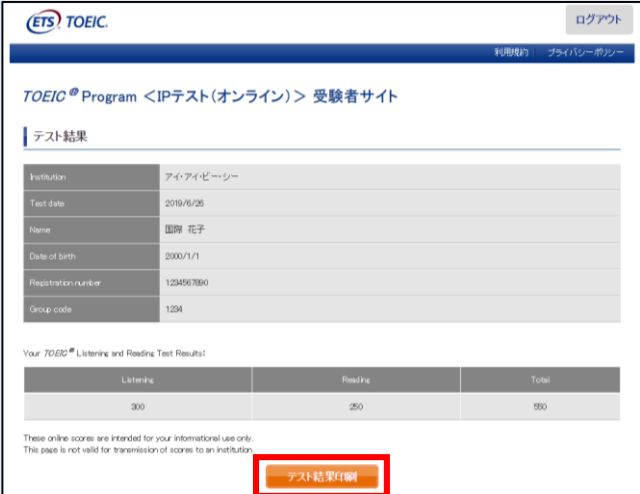 ETS TOEIC.
ログアウト
利用規約 | プライバシーポリシー
TOEIC® Program <IPテスト(オンライン)> 受験者サイト
テスト結果
Institution アイ・アイ・ビー・シー
Test date 2019/6/26
Name 国際 花子
Date of birth 2000/1/1
Registration number 1234567890
Group code 1234
Your TOEIC® Listening and Reading Test Results:
Listening Reading Total
300 250 550
These online scores are intended for your informational use only.
This page is not valid for transmission of scores to an institution.
テスト結果印刷